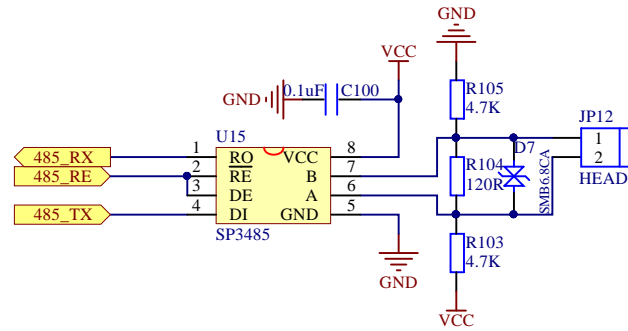 GND
VCC
R105
4.7K
0.1uF
C100
GND
JP12
U15
D7
1
485_RX
1
RO
VCC
8
2
485_RE
2
RE
B
7
R104
120R
SMB6.8CA
HEAD
3
DE
A
6
485_TX
4
DI
GND
5
SP3485
R103
4.7K
GND
VCC